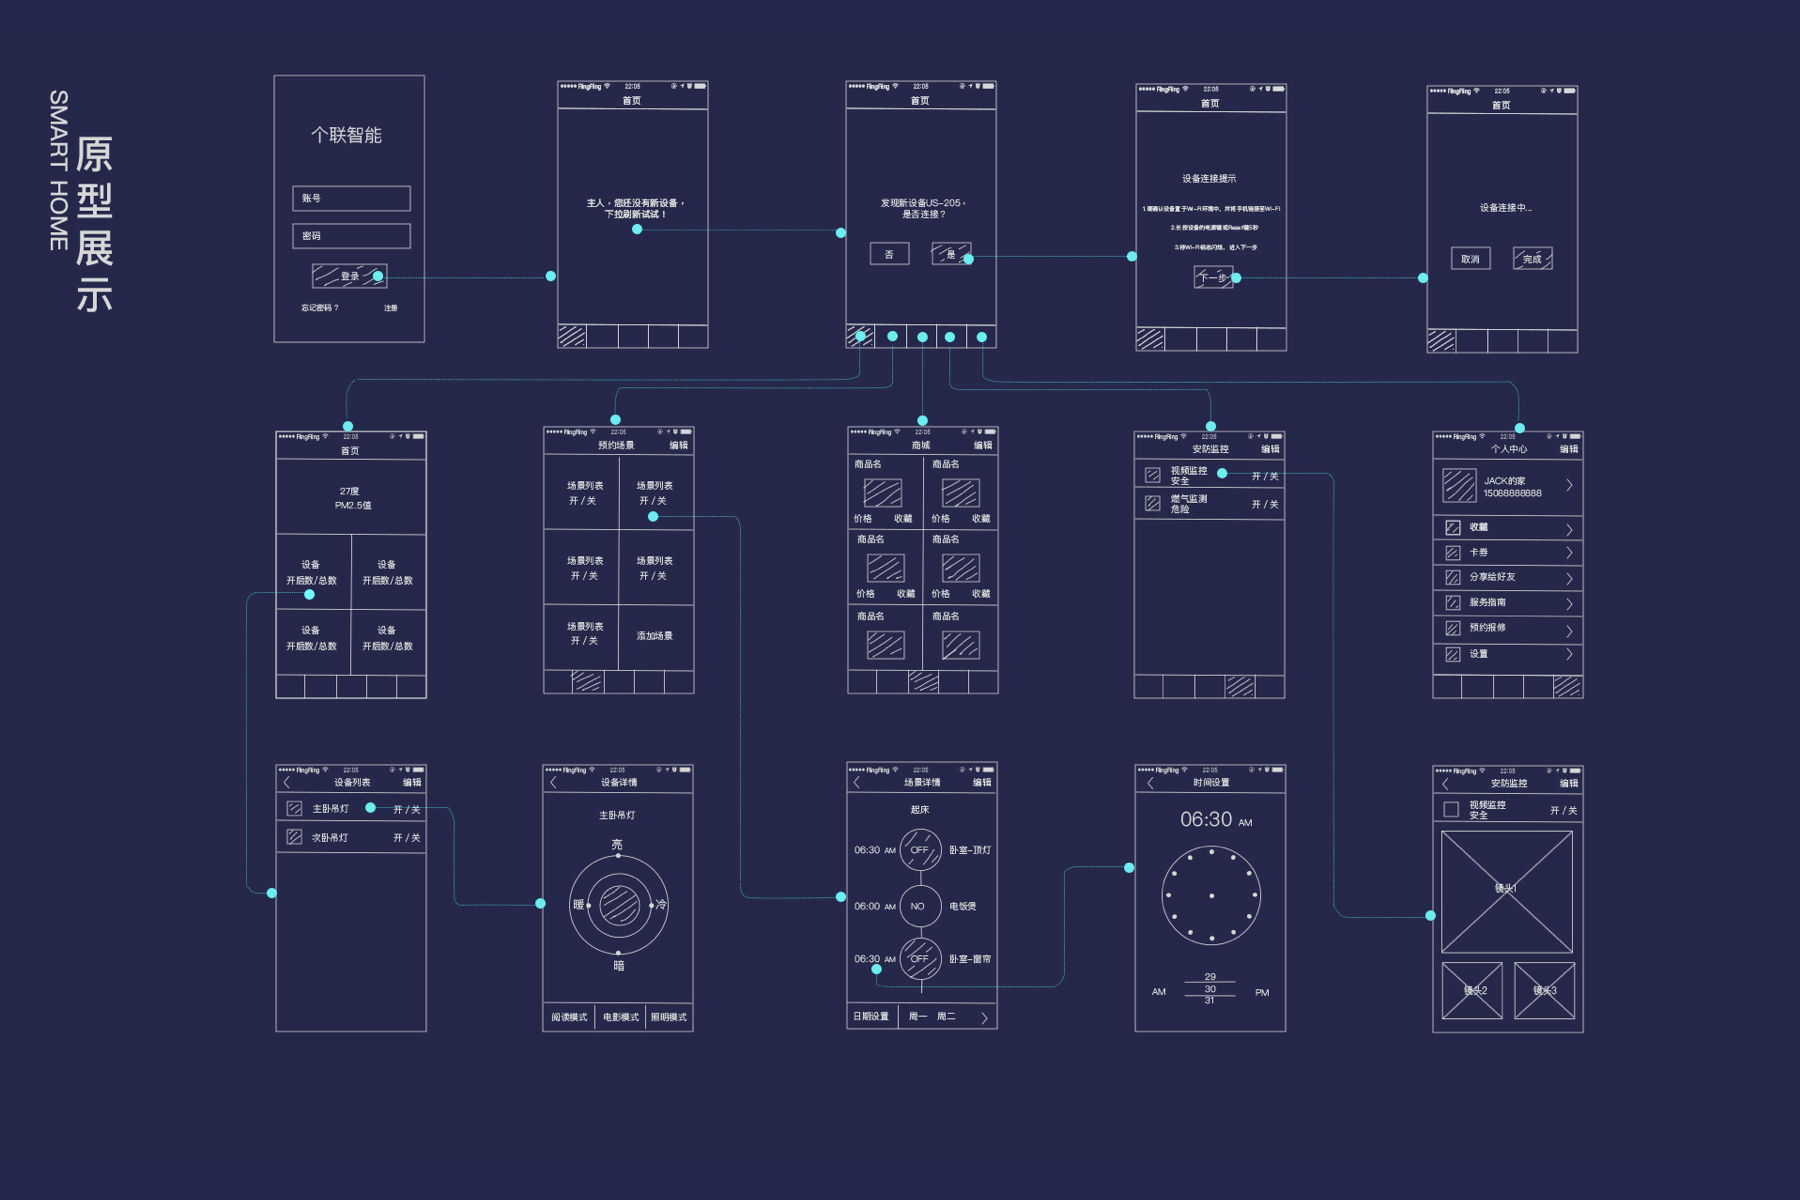 SMART HOME
原型展示
个联智能
账号
密码
登录
忘记密码？ 注册
●●●●● RingRing 22:05
首页
主人，您还没有新设备，
下拉刷新试试！
●●●●● RingRing 22:05
首页
发现新设备US-205，
是否连接？
否 是
●●●●● RingRing 22:05
首页
设备连接提示
1.请确认设备复于Wi-Fi环境中，并将手机链接至Wi-Fi
2.长按设备的电源键或Reset键5秒
3.待Wi-Fi标志闪烁，进入下一步
下一步
●●●●● RingRing 22:05
首页
设备连接中...
取消 完成
●●●●● RingRing 22:05
首页
27度
PM2.5值
设备 设备
开启数/总数 开启数/总数
设备 设备
开启数/总数 开启数/总数
●●●●● RingRing 22:05
预约场景 编辑
场景列表 场景列表
开 / 关 开 / 关
场景列表 场景列表
开 / 关 开 / 关
场景列表
开 / 关
添加场景
●●●●● RingRing 22:05
商城 编辑
商品名 商品名
价格 收藏 价格 收藏
商品名 商品名
价格 收藏 价格 收藏
商品名 商品名
●●●●● RingRing 22:05
安防监控 编辑
视频监控
安全
开 / 关
燃气监测
危险
开 / 关
●●●●● RingRing 22:05
个人中心 编辑
JACK的家
15088888888
收藏
卡券
分享给好友
服务指南
预约报修
设置
●●●●● RingRing 22:05
设备列表 编辑
主卧吊灯 开 / 关
次卧吊灯 开 / 关
●●●●● RingRing 22:05
设备详情
主卧吊灯
亮
暖 冷
暗
阅读模式 电影模式 照明模式
●●●●● RingRing 22:05
场景详情 编辑
起床
06:30 AM OFF 卧室-顶灯
06:00 AM NO 电饭煲
06:30 AM OFF 卧室-窗帘
日期设置 周一 周二
●●●●● RingRing 22:05
时间设置
06:30 AM
29
AM 30 PM
31
●●●●● RingRing 22:05
安防监控 编辑
视频监控
安全
开 / 关
镜头1
镜头2 镜头3